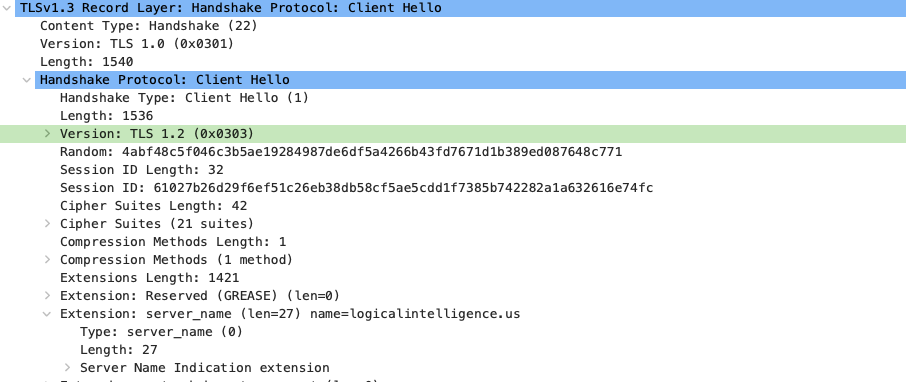 TLSv1.3 Record Layer: Handshake Protocol: Client Hello
Content Type: Handshake (22)
Version: TLS 1.0 (0x0301)
Length: 1540
Handshake Protocol: Client Hello
Handshake Type: Client Hello (1)
Length: 1536
Version: TLS 1.2 (0x0303)
Random: 4abf48c5f046c3b5ae19284987de6df5a4266b43fd7671d1b389ed087648c771
Session ID Length: 32
Session ID: 61027b26d29f6ef51c26eb38db58cf5ae5cdd1f7385b742282a1a632616e74fc
Cipher Suites Length: 42
Cipher Suites (21 suites)
Compression Methods Length: 1
Compression Methods (1 method)
Extensions Length: 1421
Extension: Reserved (GREASE) (len=0)
Extension: server_name (len=27) name=logicalintelligence.us
Type: server_name (0)
Length: 27
Server Name Indication extension